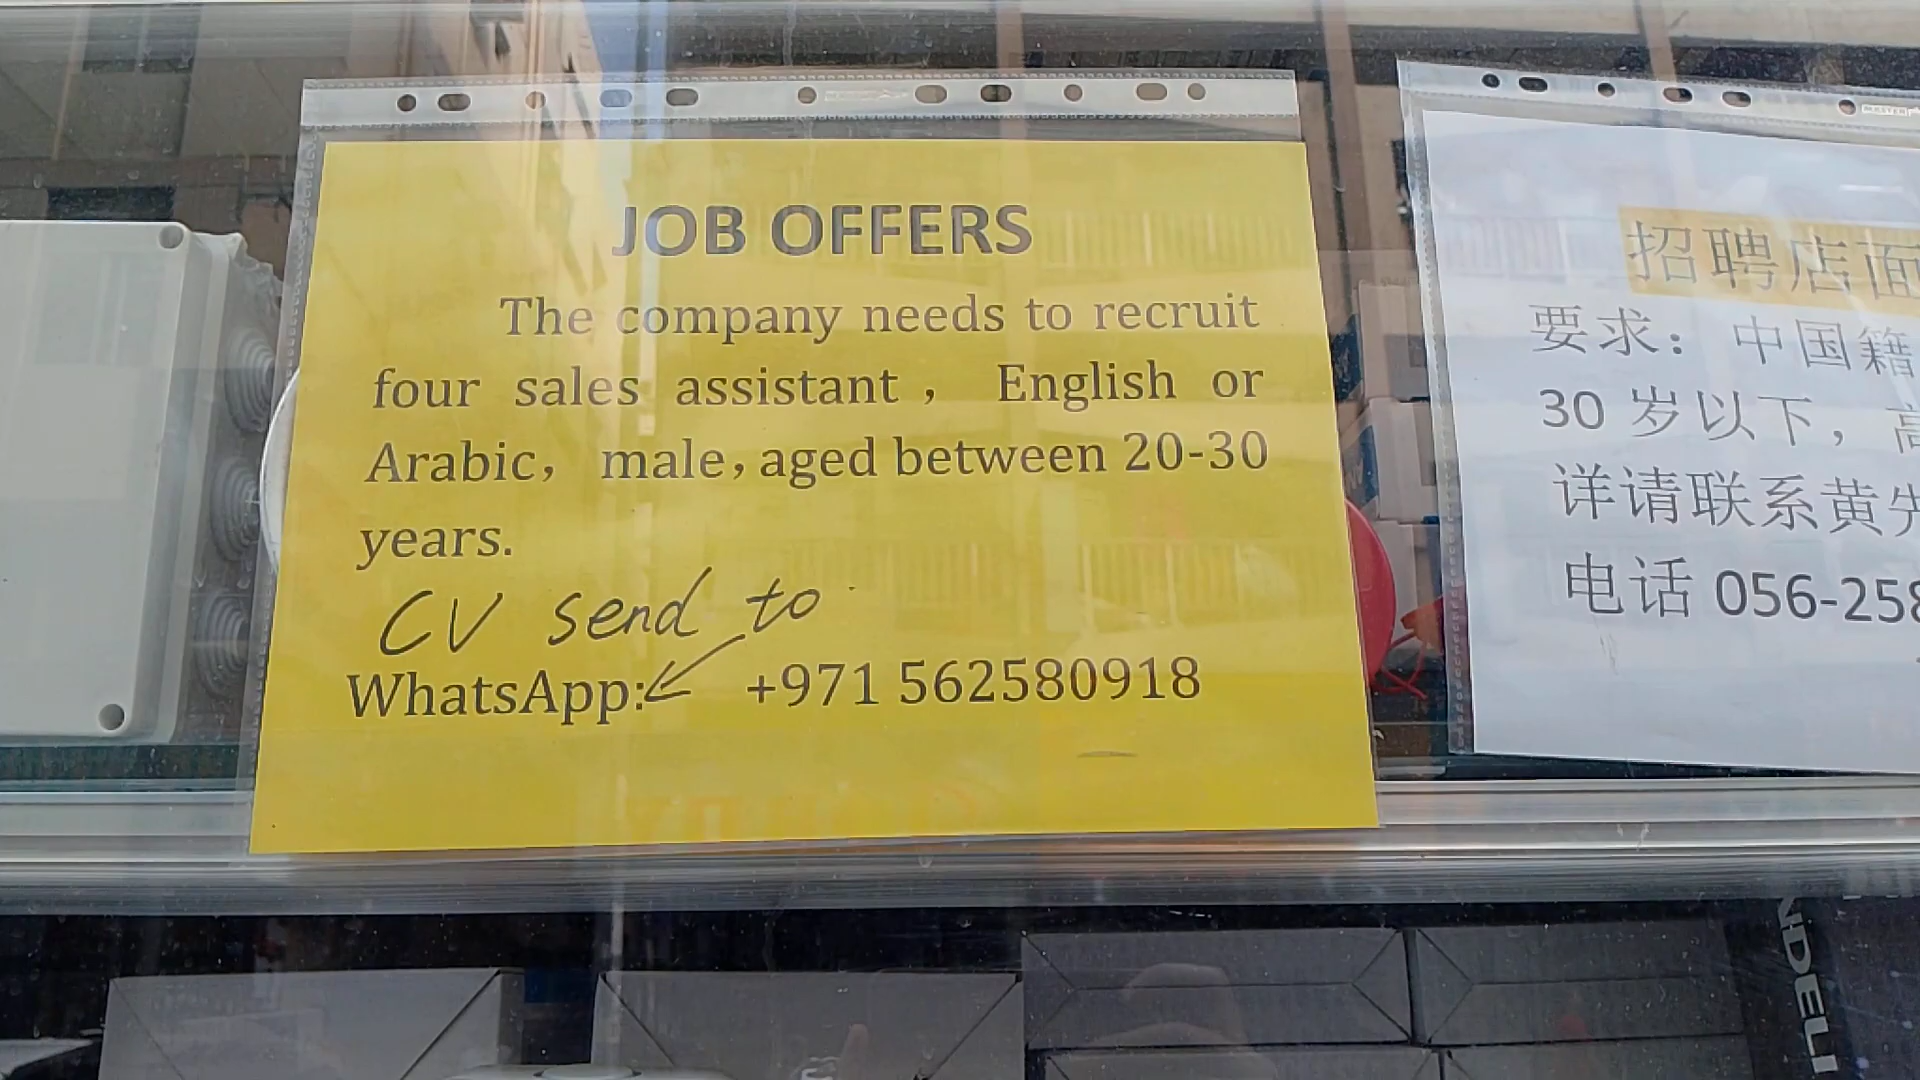 JOB OFFERS
The company needs to recruit
four sales assistant , English or
Arabic, male, aged between 20-30
years.
CV send to
WhatsApp: +971 562580918
招聘店面
要求: 中国籍
30 岁以下,
详请联系黄
电话 056-258
NDELI